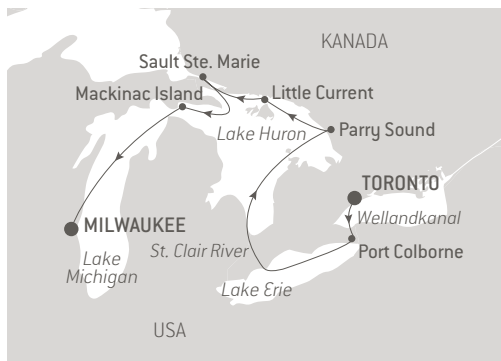 KANADA
Sault Ste. Marie
Mackinac Island
Little Current
Lake Huron
Parry Sound
TORONTO
Wellandkanal
MILWAUKEE
Lake
Michigan
St. Clair River
Port Colborne
Lake Erie
USA